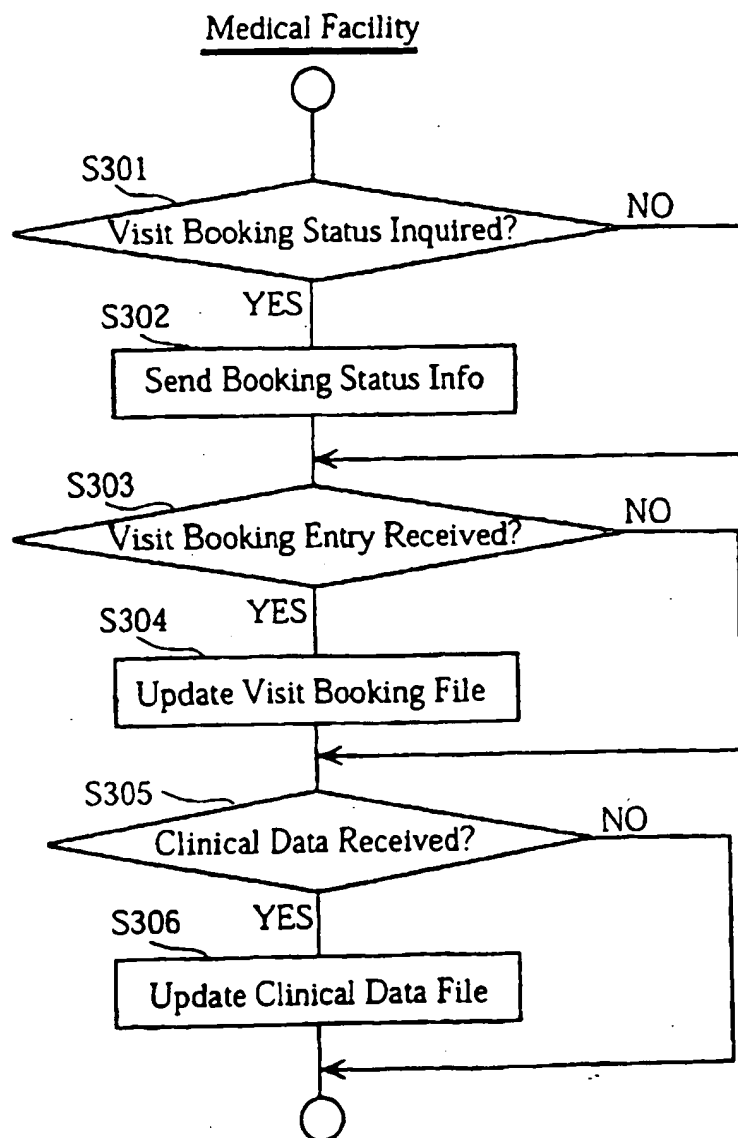 Medical Facility
S301
Visit Booking Status Inquired?
NO
YES
S302
Send Booking Status Info
S303
Visit Booking Entry Received?
NO
YES
S304
Update Visit Booking File
S305
Clinical Data Received?
NO
YES
S306
Update Clinical Data File